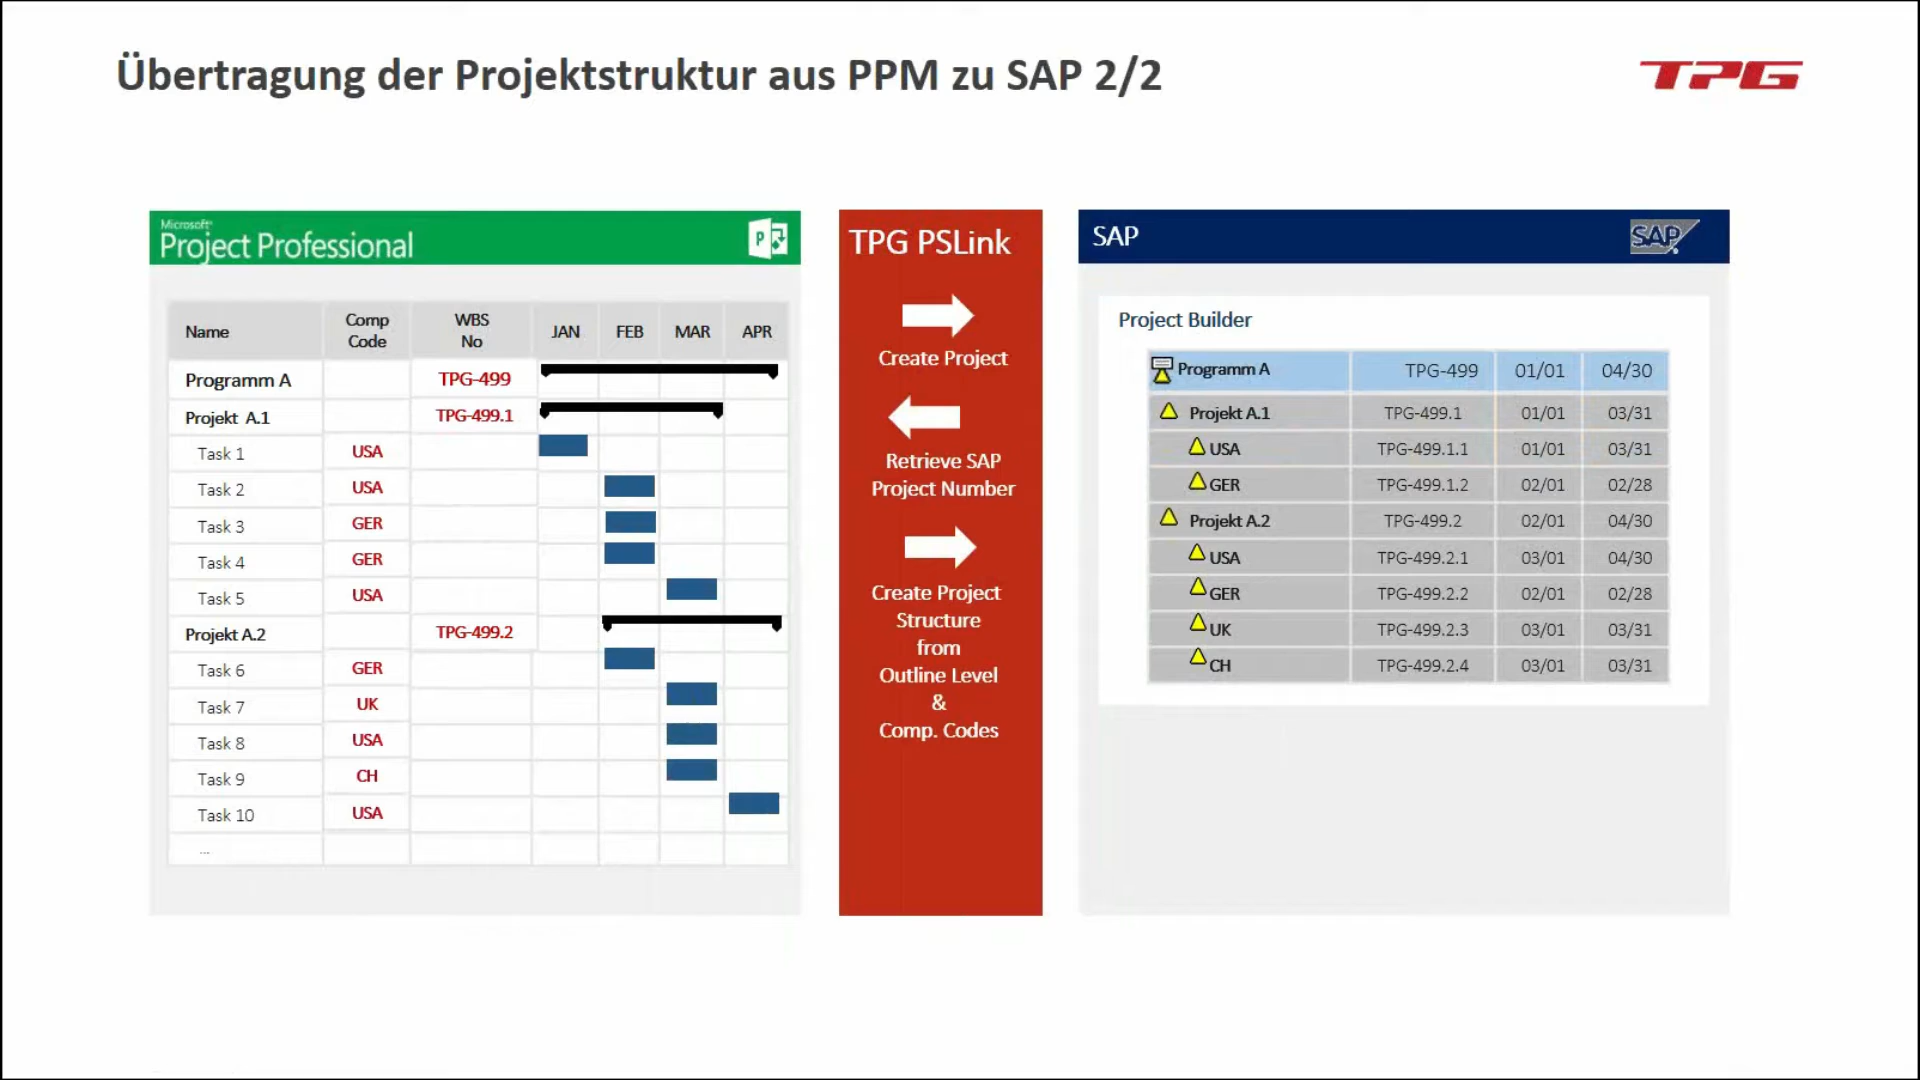 Übertragung der Projektstruktur aus PPM zu SAP 2/2
TPG
Microsoft®
Project Professional
P
Name
Comp
Code
WBS
No
JAN
FEB
MAR
APR
Programm A
TPG-499
Projekt A.1
TPG-499.1
Task 1
USA
Task 2
USA
Task 3
GER
Task 4
GER
Task 5
USA
Projekt A.2
TPG-499.2
Task 6
GER
Task 7
UK
Task 8
USA
Task 9
CH
Task 10
USA
...
TPG PSLink
Create Project
Retrieve SAP
Project Number
Create Project
Structure
from
Outline Level
&
Comp. Codes
SAP
SAP
Project Builder
Programm A TPG-499 01/01 04/30
Projekt A.1 TPG-499.1 01/01 03/31
USA TPG-499.1.1 01/01 03/31
GER TPG-499.1.2 02/01 02/28
Projekt A.2 TPG-499.2 02/01 04/30
USA TPG-499.2.1 03/01 04/30
GER TPG-499.2.2 02/01 02/28
UK TPG-499.2.3 03/01 03/31
CH TPG-499.2.4 03/01 03/31